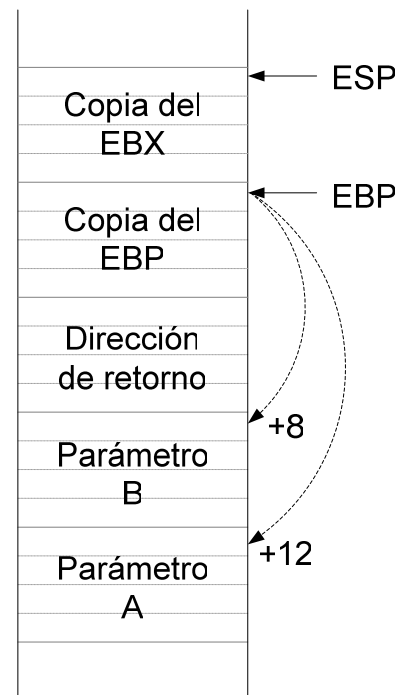 ESP
Copia del
EBX
EBP
Copia del
EBP
Dirección
de retorno
+8
Parámetro
B
+12
Parámetro
A